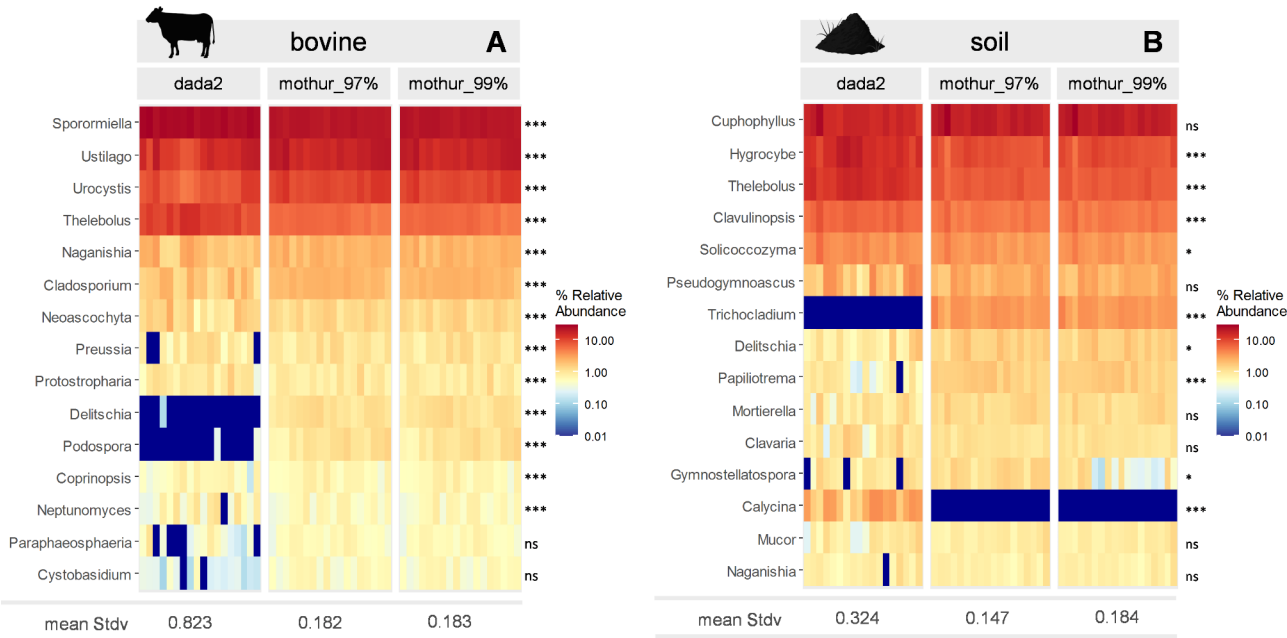 bovine A
dada2 mothur_97% mothur_99%
Sporormiella ***
Ustilago ***
Urocystis ***
Thelebolus ***
Naganishia ***
Cladosporium ***
Neoascochyta ***
Preussia ***
Protostropharia ***
Delitschia ***
Podospora ***
Coprinopsis ***
Neptunomyces ***
Paraphaeosphaeria ns
Cystobasidium ns
mean Stdv 0.823 0.182 0.183
% Relative
Abundance
10.00
1.00
0.10
0.01
soil B
dada2 mothur_97% mothur_99%
Cuphophyllus ns
Hygrocybe ***
Thelebolus ***
Clavulinopsis ***
Solicoccozyma *
Pseudogymnoascus ns
Trichocladium ***
Delitschia *
Papiliotrema ***
Mortierella ns
Clavaria ns
Gymnostellatospora *
Calycina ***
Mucor ns
Naganishia ns
mean Stdv 0.324 0.147 0.184
% Relative
Abundance
10.00
1.00
0.10
0.01